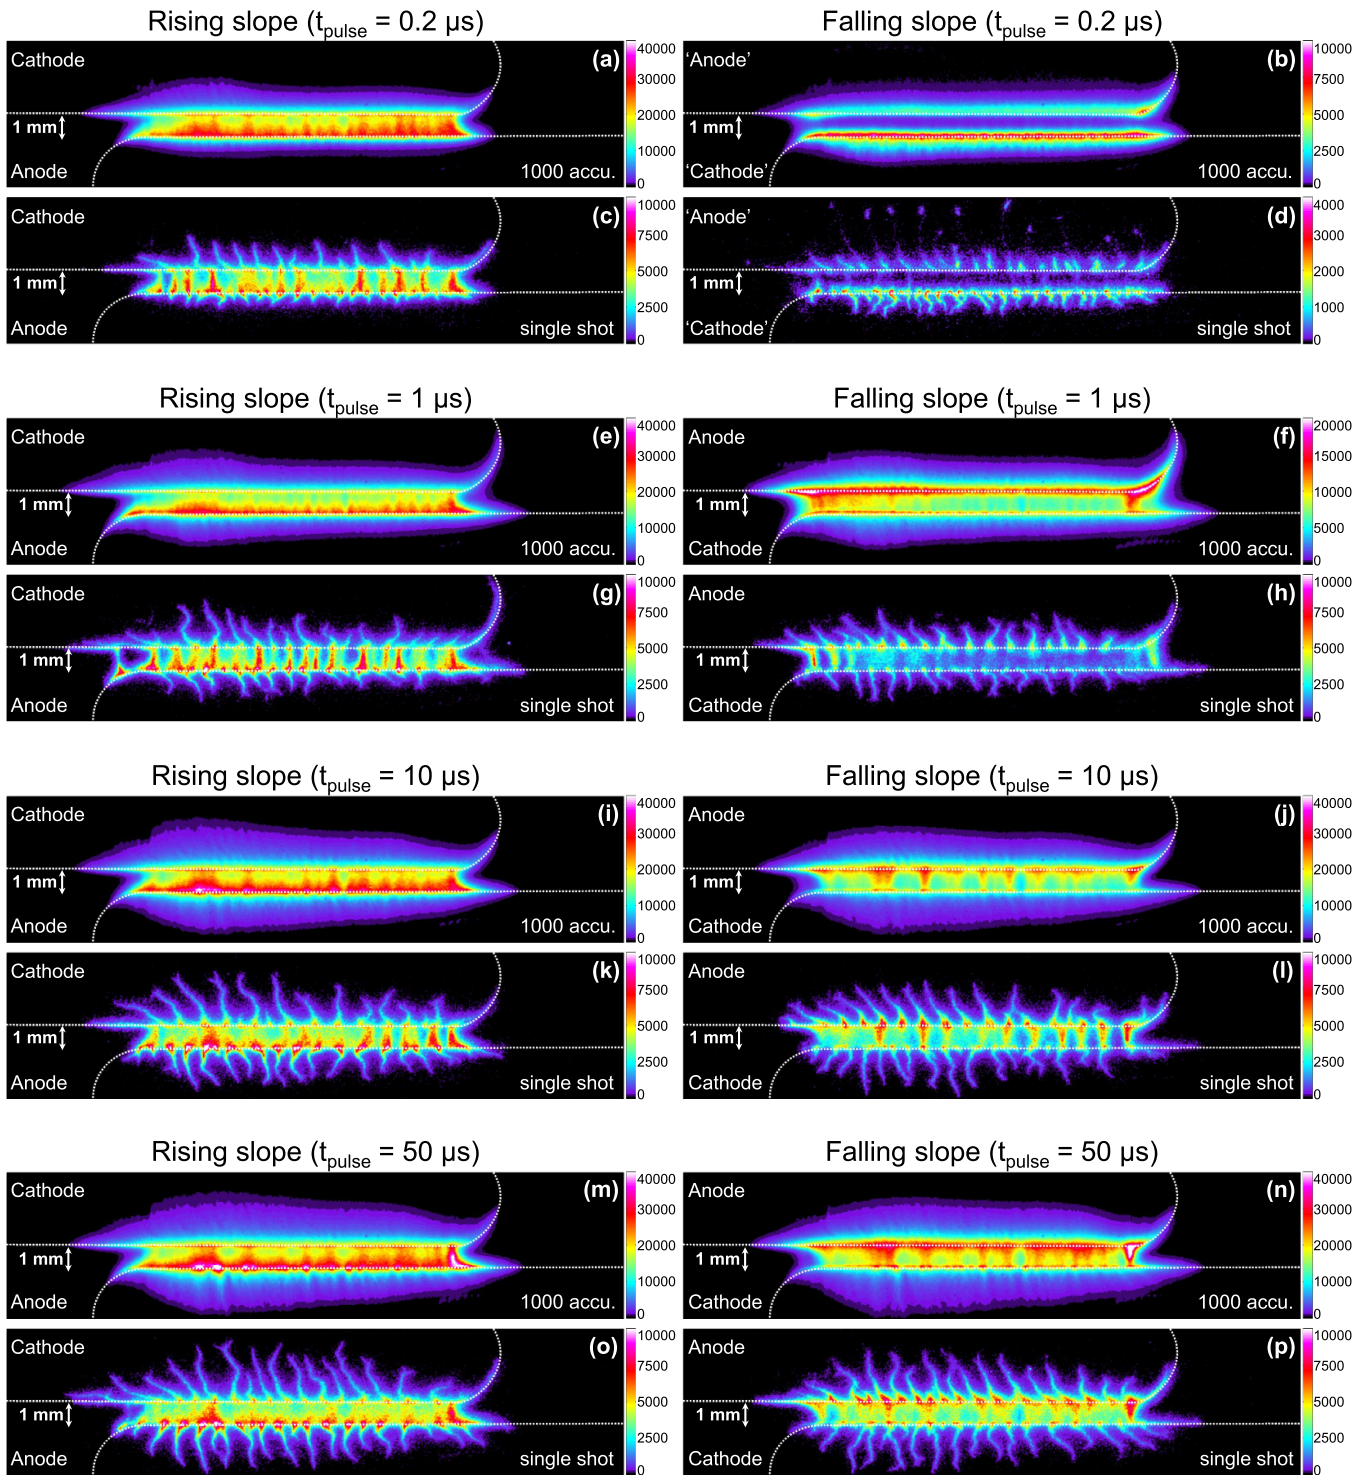 Rising slope (tpulse = 0.2 µs)
Falling slope (tpulse = 0.2 µs)
Cathode
(a)
40000
30000
20000
10000
0
1 mm
Anode
1000 accu.
'Anode'
(b)
10000
7500
5000
2500
0
1 mm
'Cathode'
1000 accu.
Cathode
(c)
10000
7500
5000
2500
0
1 mm
Anode
single shot
'Anode'
(d)
4000
3000
2000
1000
0
1 mm
'Cathode'
single shot
Rising slope (tpulse = 1 µs)
Falling slope (tpulse = 1 µs)
Cathode
(e)
40000
30000
20000
10000
0
1 mm
Anode
1000 accu.
Anode
(f)
20000
15000
10000
5000
0
1 mm
Cathode
1000 accu.
Cathode
(g)
10000
7500
5000
2500
0
1 mm
Anode
single shot
Anode
(h)
10000
7500
5000
2500
0
1 mm
Cathode
single shot
Rising slope (tpulse = 10 µs)
Falling slope (tpulse = 10 µs)
Cathode
(i)
40000
30000
20000
10000
0
1 mm
Anode
1000 accu.
Anode
(j)
40000
30000
20000
10000
0
1 mm
Cathode
1000 accu.
Cathode
(k)
10000
7500
5000
2500
0
1 mm
Anode
single shot
Anode
(l)
10000
7500
5000
2500
0
1 mm
Cathode
single shot
Rising slope (tpulse = 50 µs)
Falling slope (tpulse = 50 µs)
Cathode
(m)
40000
30000
20000
10000
0
1 mm
Anode
1000 accu.
Anode
(n)
40000
30000
20000
10000
0
1 mm
Cathode
1000 accu.
Cathode
(o)
10000
7500
5000
2500
0
1 mm
Anode
single shot
Anode
(p)
10000
7500
5000
2500
0
1 mm
Cathode
single shot